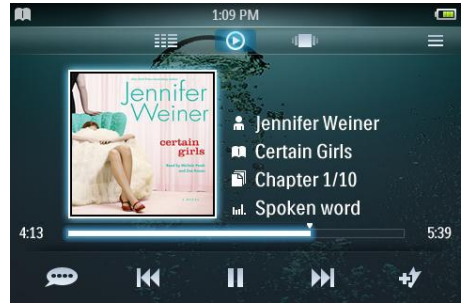 1:09 PM
Jennifer
Weiner
certain
girls
Jennifer Weiner
Certain Girls
Chapter 1/10
Spoken word
4:13
5:39